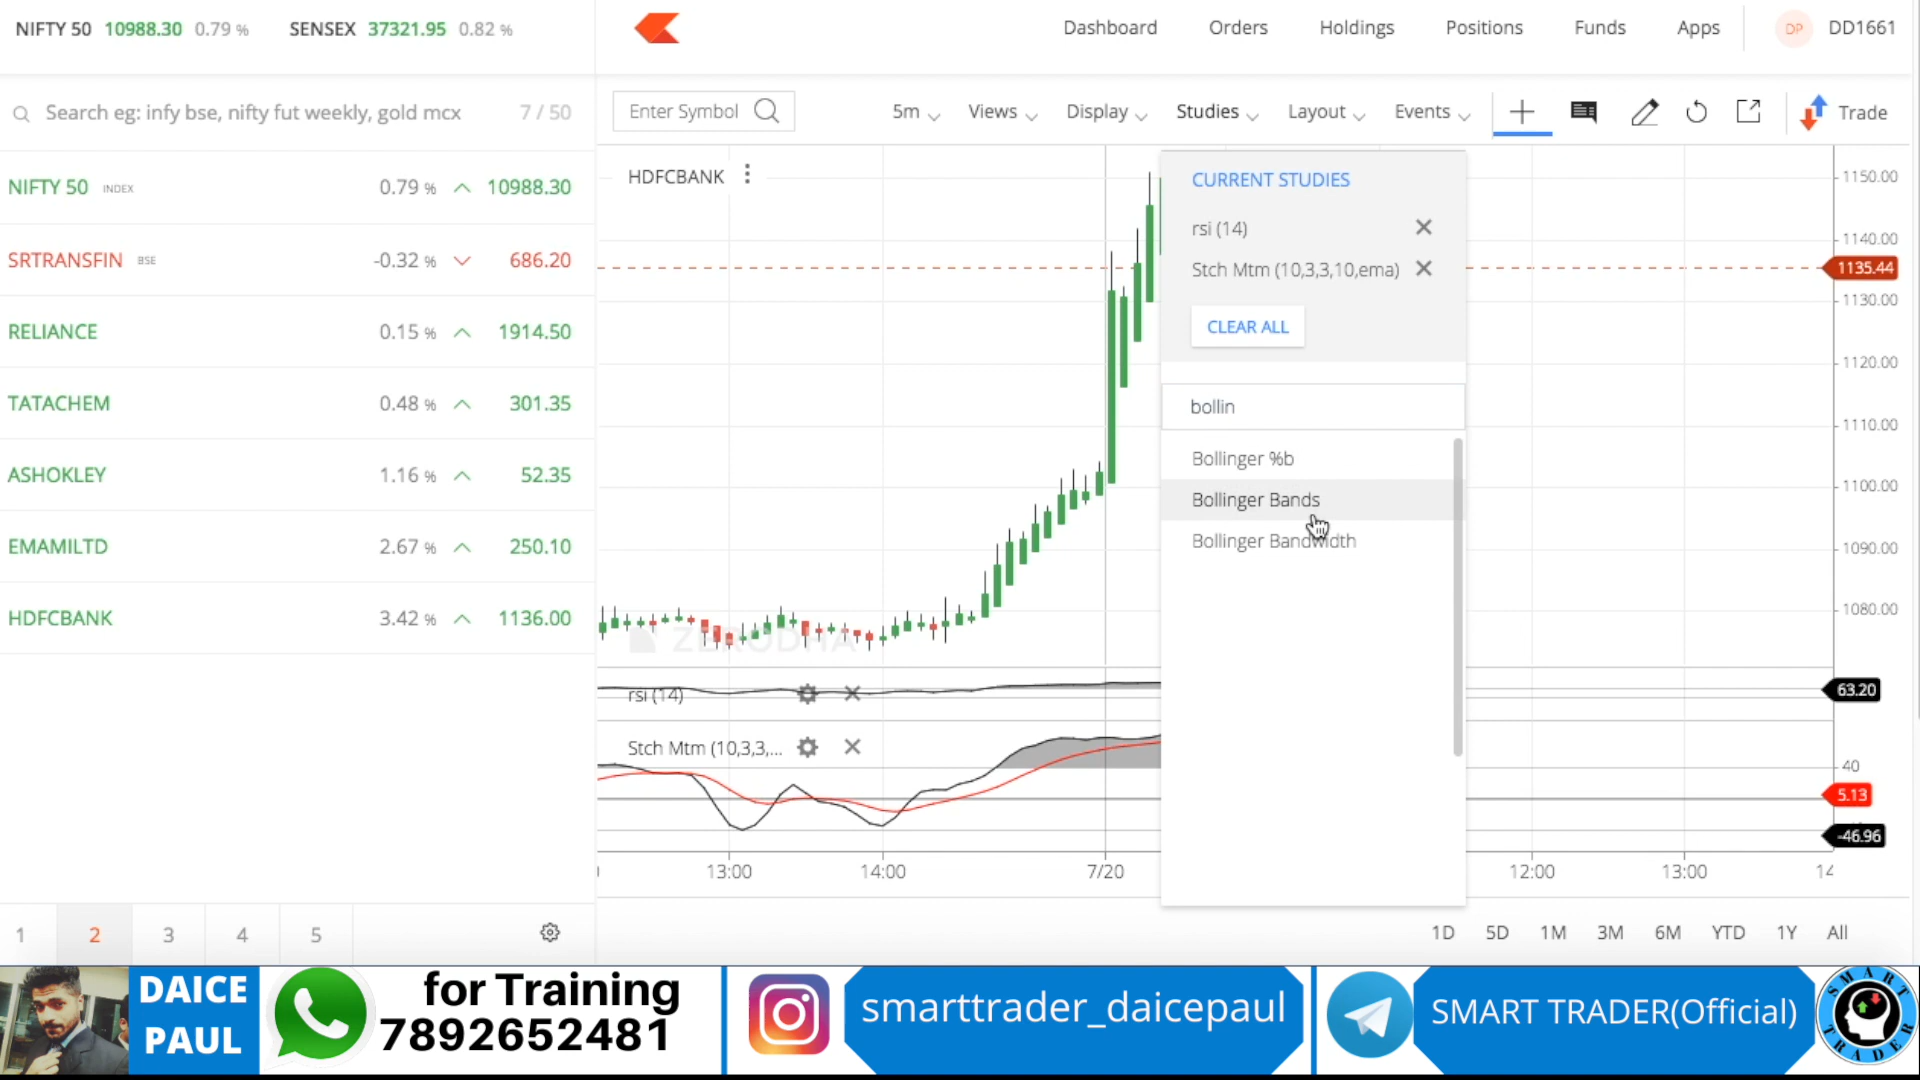 NIFTY 50 10988.30 0.79 % SENSEX 37321.95 0.82 %
Dashboard Orders Holdings Positions Funds Apps DP DD1661
Search eg: infy bse, nifty fut weekly, gold mcx 7 / 50
Enter Symbol 5m Views Display Studies Layout Events Trade
NIFTY 50 INDEX 0.79 % 10988.30
SRTRANSFIN BSE -0.32 % 686.20
RELIANCE 0.15 % 1914.50
TATACHEM 0.48 % 301.35
ASHOKLEY 1.16 % 52.35
EMAMILTD 2.67 % 250.10
HDFCBANK 3.42 % 1136.00
1 2 3 4 5
HDFCBANK
CURRENT STUDIES
rsi (14)
Stch Mtm (10,3,3,10,ema)
CLEAR ALL
bollin
Bollinger %b
Bollinger Bands
Bollinger Bandwidth
1150.00
1140.00
1135.44
1130.00
1120.00
1110.00
1100.00
1090.00
1080.00
ZERODHA
rsi (14)
63.20
Stch Mtm (10,3,3,...
40
5.13
-46.96
13:00 14:00 7/20 12:00 13:00 14
1D 5D 1M 3M 6M YTD 1Y All
DAICE
PAUL
for Training
7892652481
smarttrader_daicepaul
SMART TRADER(Official)
SMART
TRADER